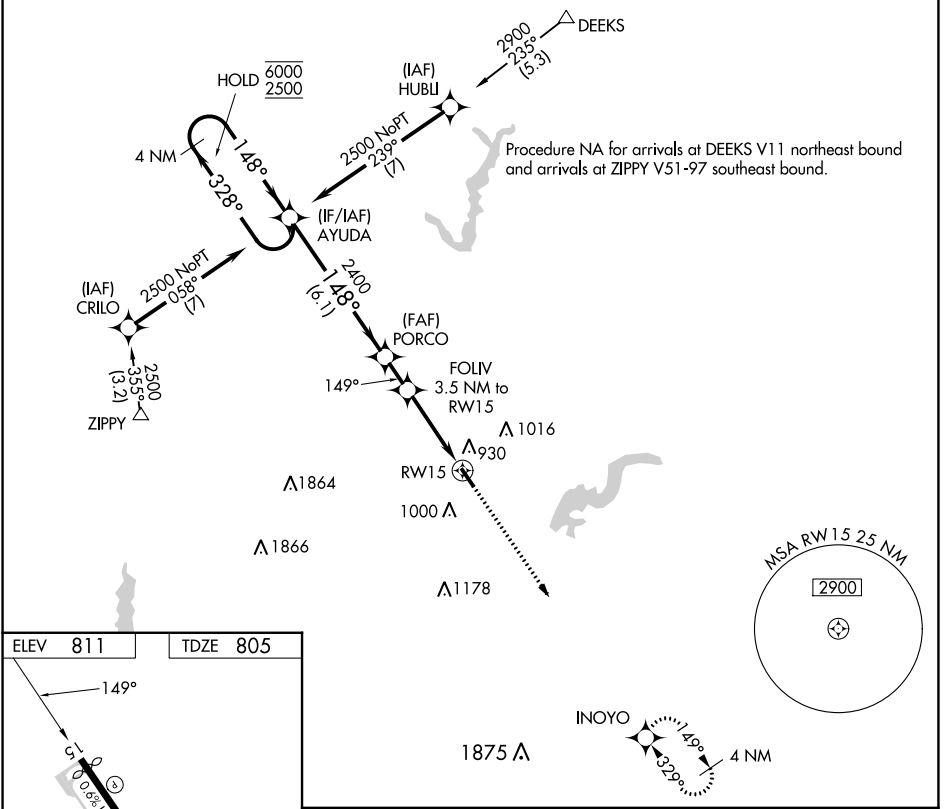 DEEKS
2900
235°
(5.3)
(IAF)
HUBLI
HOLD 6000
2500
4 NM
148°
328°
2500 NoPT
239°
(7)
Procedure NA for arrivals at DEEKS V11 northeast bound
and arrivals at ZIPPY V51-97 southeast bound.
(IF/IAF)
AYUDA
2500 NoPT
058°
(7)
(IAF)
CRILO
2400
148°
(6.1)
2500
355°
(3.2)
ZIPPY
(FAF)
PORCO
149°
FOLIV
3.5 NM to
RW15
1016
930
RW15
1864
1000
1866
1178
MSA RW15 25 NM
2900
ELEV 811
TDZE 805
149°
15
0.6%
P
INOYO
149°
329°
4 NM
1875